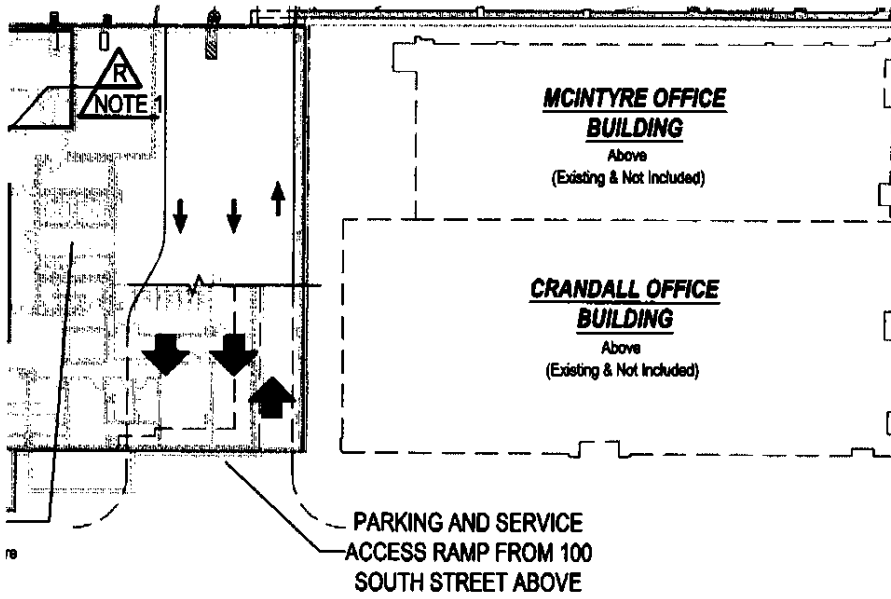 R
NOTE 1
MCINTYRE OFFICE
BUILDING
Above
(Existing & Not Included)
CRANDALL OFFICE
BUILDING
Above
(Existing & Not Included)
PARKING AND SERVICE
ACCESS RAMP FROM 100
SOUTH STREET ABOVE
re